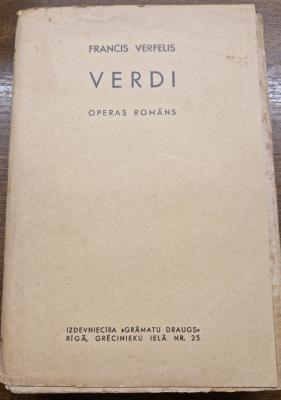 FRANCIS VERFELIS
VERDI
OPERAS ROMĀNS
IZDEVNIECĪBA »GRĀMATU DRAUGS«
RĪGĀ, GRĒCINIEKU IELĀ NR. 25